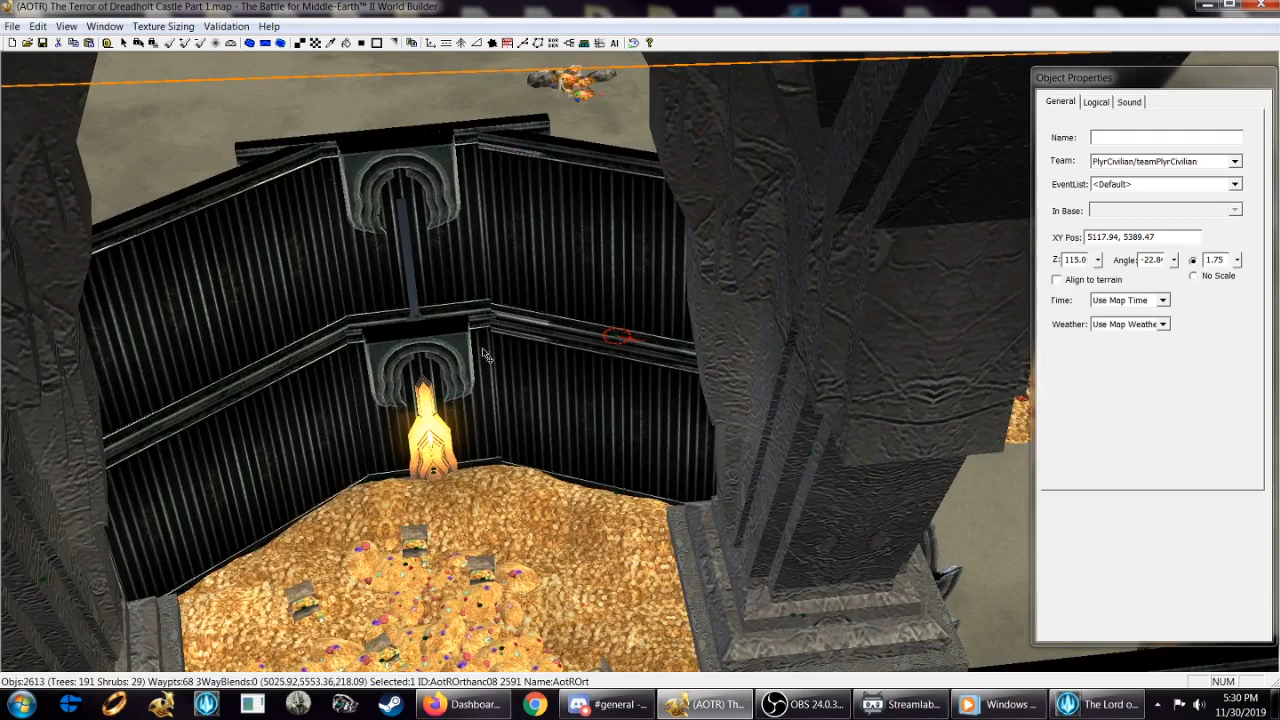 (AOTR) The Terror of Dreadholt Castle Part 1.map - The Battle for Middle-Earth™ II World Builder
File Edit View Window Texture Sizing Validation Help
AI
Object Properties
General Logical Sound
Name:
Team: PlyrCivilian/teamPlyrCivilian
EventList: <Default>
In Base:
XY Pos: 5117.94, 5389.47
Z: 115.0 Angle: -22.84 1.75
No Scale
Align to terrain
Time: Use Map Time
Weather: Use Map Weathe
Objs:2613 (Trees: 191 Shrubs: 29) Waypts:68 3WayBlends:0 (5025.92,5553.36,218.09) Selected:1 ID:AotROrthanc08 2591 Name:AotROrt
NUM
Dashboar...
#general -...
(AOTR) Th...
OBS 24.0.3...
Streamlab...
Windows ...
The Lord o...
5:30 PM
11/30/2019